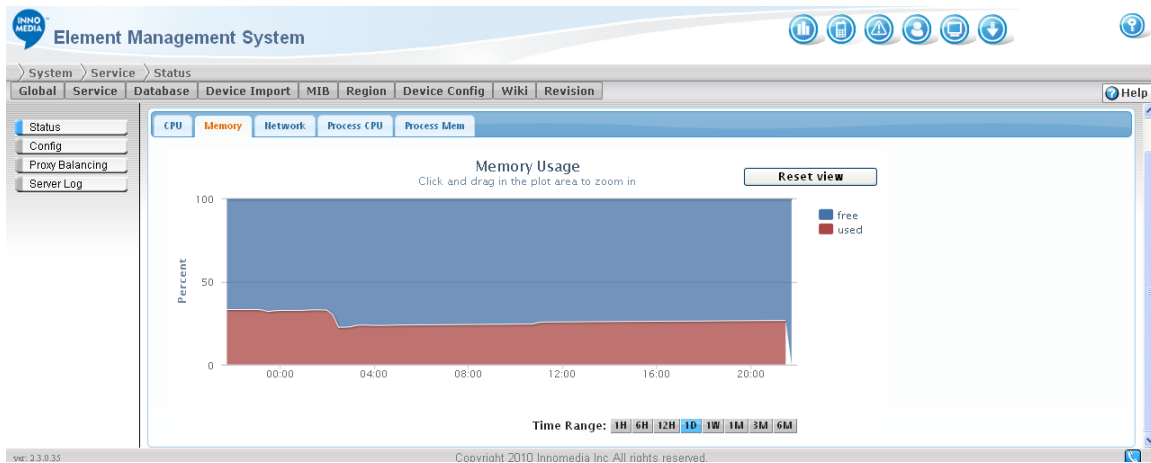 INNO
MEDIA
Element Management System
System Service Status
Global Service Database Device Import MIB Region Device Config Wiki Revision
Help
Status
Config
Proxy Balancing
Server Log
CPU Memory Network Process CPU Process Mem
Memory Usage
Click and drag in the plot area to zoom in
Reset view
free
used
Percent
100
50
0
00:00 04:00 08:00 12:00 16:00 20:00
Time Range: 1H 6H 12H 1D 1W 1M 3M 6M
ver: 2.3.0.35
Copyright 2010 Innomedia Inc All rights reserved.